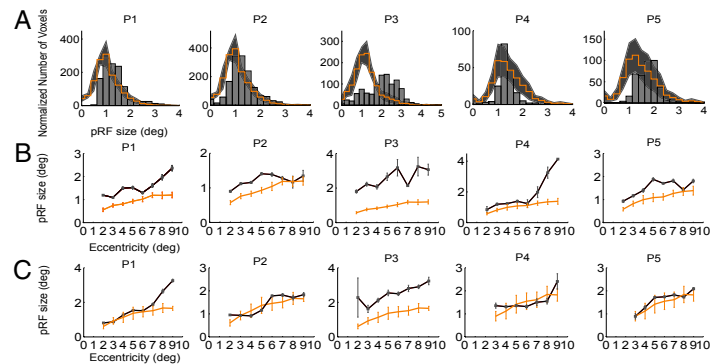 A
P1 P2 P3 P4 P5
Normalized Number of Voxels
400 200 0
400 200 0
300 200 100 0
100 50 0
150 100 50 0
0 1 2 3 4
0 1 2 3 4
0 1 2 3 4 5
0 1 2 3 4
0 1 2 3 4 5
pRF size (deg)
B
P1 P2 P3 P4 P5
pRF size (deg)
3 2 1 0
2 1 0
4 2 0
4 2 0
3 2 1 0
0 1 2 3 4 5 6 7 8 9 10
0 1 2 3 4 5 6 7 8 9 10
0 1 2 3 4 5 6 7 8 9 10
0 1 2 3 4 5 6 7 8 9 10
0 1 2 3 4 5 6 7 8 9 10
Eccentricity (deg)
C
P1 P2 P3 P4 P5
pRF size (deg)
4 2 0
4 2 0
4 2 0
4 2 0
3 2 1 0
0 1 2 3 4 5 6 7 8 9 10
0 1 2 3 4 5 6 7 8 9 10
0 1 2 3 4 5 6 7 8 9 10
0 1 2 3 4 5 6 7 8 9 10
0 1 2 3 4 5 6 7 8 9 10
Eccentricity (deg)